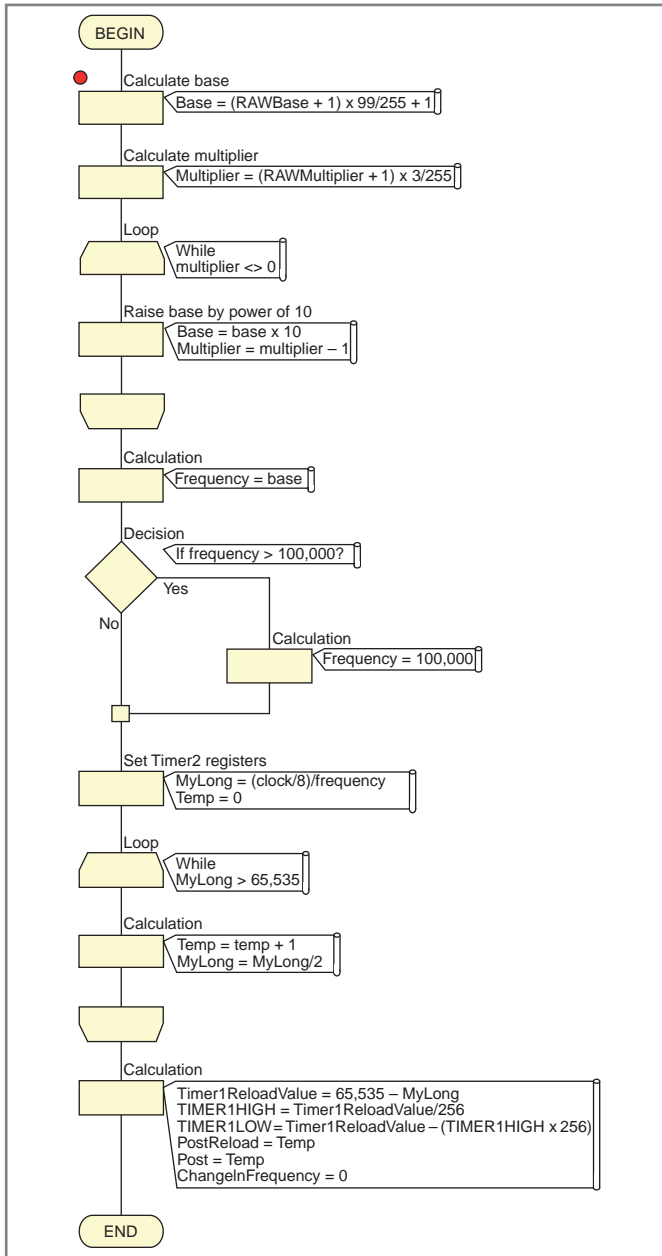 BEGIN
Calculate base
Base = (RAWBase + 1) x 99/255 + 1
Calculate multiplier
Multiplier = (RAWMultiplier + 1) x 3/255
Loop
While
multiplier <> 0
Raise base by power of 10
Base = base x 10
Multiplier = multiplier – 1
Calculation
Frequency = base
Decision
If frequency > 100,000?
Yes
No
Calculation
Frequency = 100,000
Set Timer2 registers
MyLong = (clock/8)/frequency
Temp = 0
Loop
While
MyLong > 65,535
Calculation
Temp = temp + 1
MyLong = MyLong/2
Calculation
Timer1ReloadValue = 65,535 – MyLong
TIMER1HIGH = Timer1ReloadValue/256
TIMER1LOW = Timer1ReloadValue – (TIMER1HIGH x 256)
PostReload = Temp
Post = Temp
ChangeInFrequency = 0
END